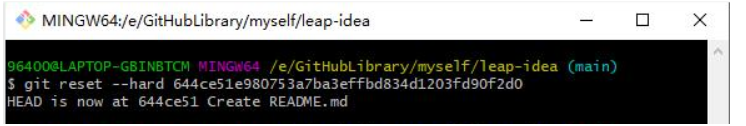 MINGW64:/e/GitHubLibrary/myself/leap-idea
96400@LAPTOP-GBINBTCM MINGW64 /e/GitHubLibrary/myself/leap-idea (main)
$ git reset --hard 644ce51e980753a7ba3effbd834d1203fd90f2d0
HEAD is now at 644ce51 Create README.md